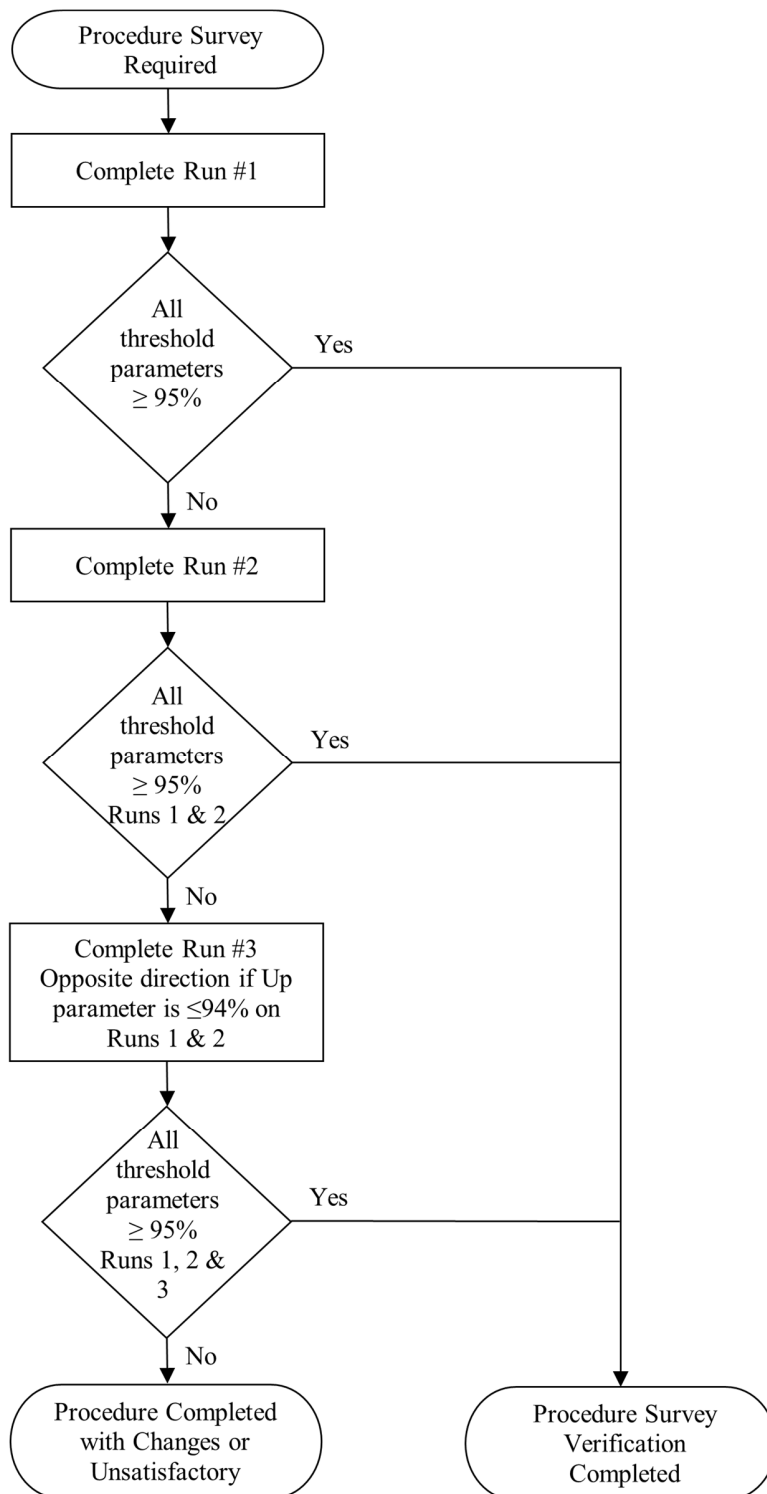 Procedure Survey
Required
Complete Run #1
All
threshold
parameters
≥ 95%
Yes
No
Complete Run #2
All
threshold
parameters
≥ 95%
Runs 1 & 2
Yes
No
Complete Run #3
Opposite direction if Up
parameter is ≤94% on
Runs 1 & 2
All
threshold
parameters
≥ 95%
Runs 1, 2 &
3
Yes
No
Procedure Completed
with Changes or
Unsatisfactory
Procedure Survey
Verification
Completed